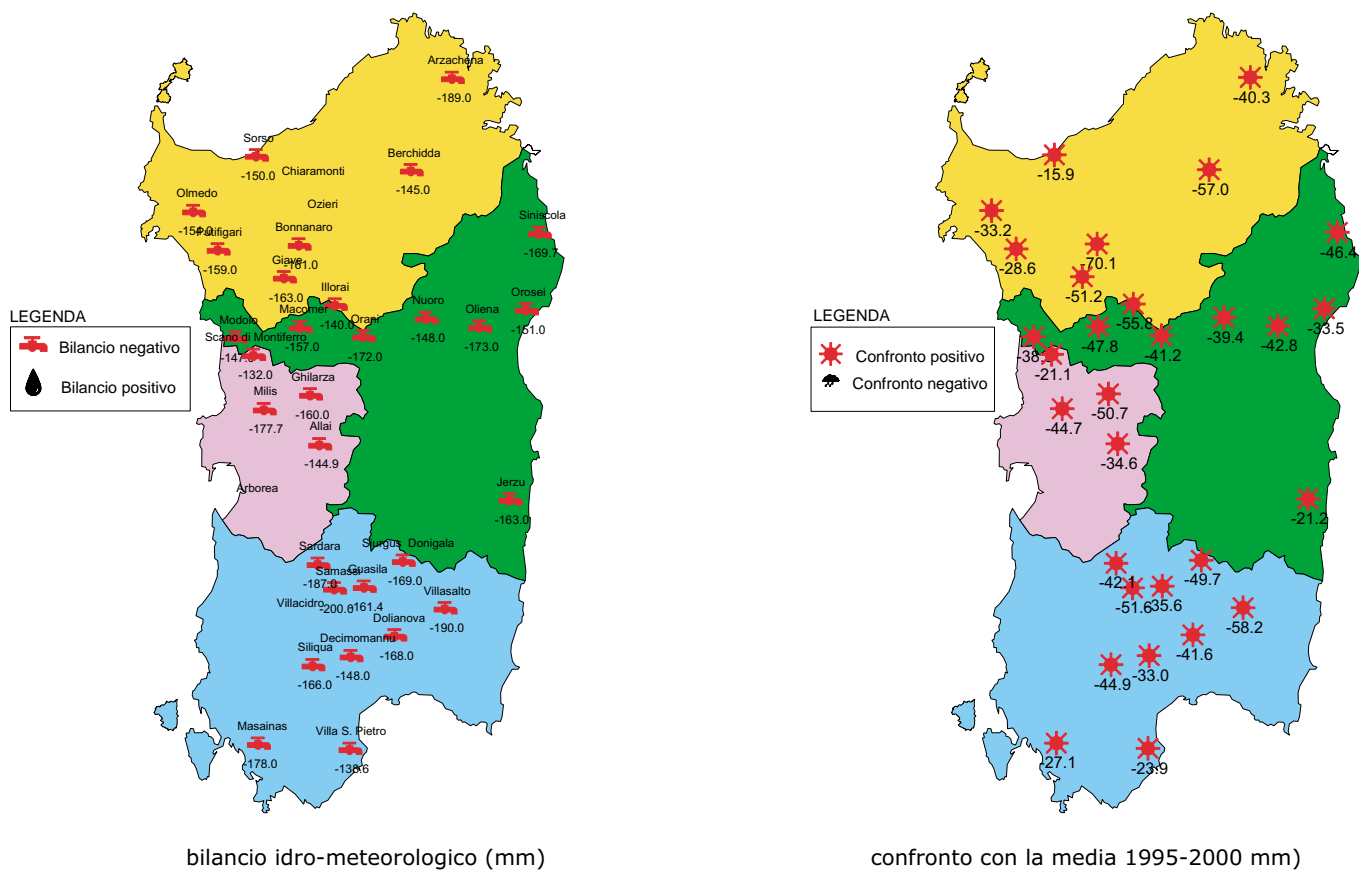 Arzachena
-189.0
Sorso
-150.0
Chiaramonti
Berchidda
-145.0
Olmedo
-154.0
Putifigari
-159.0
Ozieri
Bonnanaro
-161.0
Giave
-163.0
Siniscola
-169.7
Illorai
-140.0
Nuoro
-148.0
Oliena
-173.0
Orosei
-151.0
Macomer
-157.0
Orani
-172.0
Modolo
Scano di Montiferro
-132.0
LEGENDA
Bilancio negativo
Bilancio positivo
Ghilarza
-160.0
Milis
-177.7
Allai
-144.9
Arborea
Jerzu
-163.0
Sardara
-187.0
Samassi
Guasila
-161.4
Donigala
-169.0
Villacidro
Villasalto
-190.0
Dolianova
-168.0
Decimomannu
-148.0
Siliqua
-166.0
Masainas
-178.0
Villa S. Pietro
-138.6
bilancio idro-meteorologico (mm)
-40.3
-15.9
-57.0
-33.2
-28.6
-70.1
-51.2
-46.4
-55.8
-33.5
-39.4
-42.8
-47.8
-41.2
-21.1
LEGENDA
Confronto positivo
Confronto negativo
-50.7
-44.7
-34.6
-21.2
-42.1
-49.7
-51.6
-35.6
-58.2
-41.6
-33.0
-44.9
-27.1
-23.9
confronto con la media 1995-2000 mm)